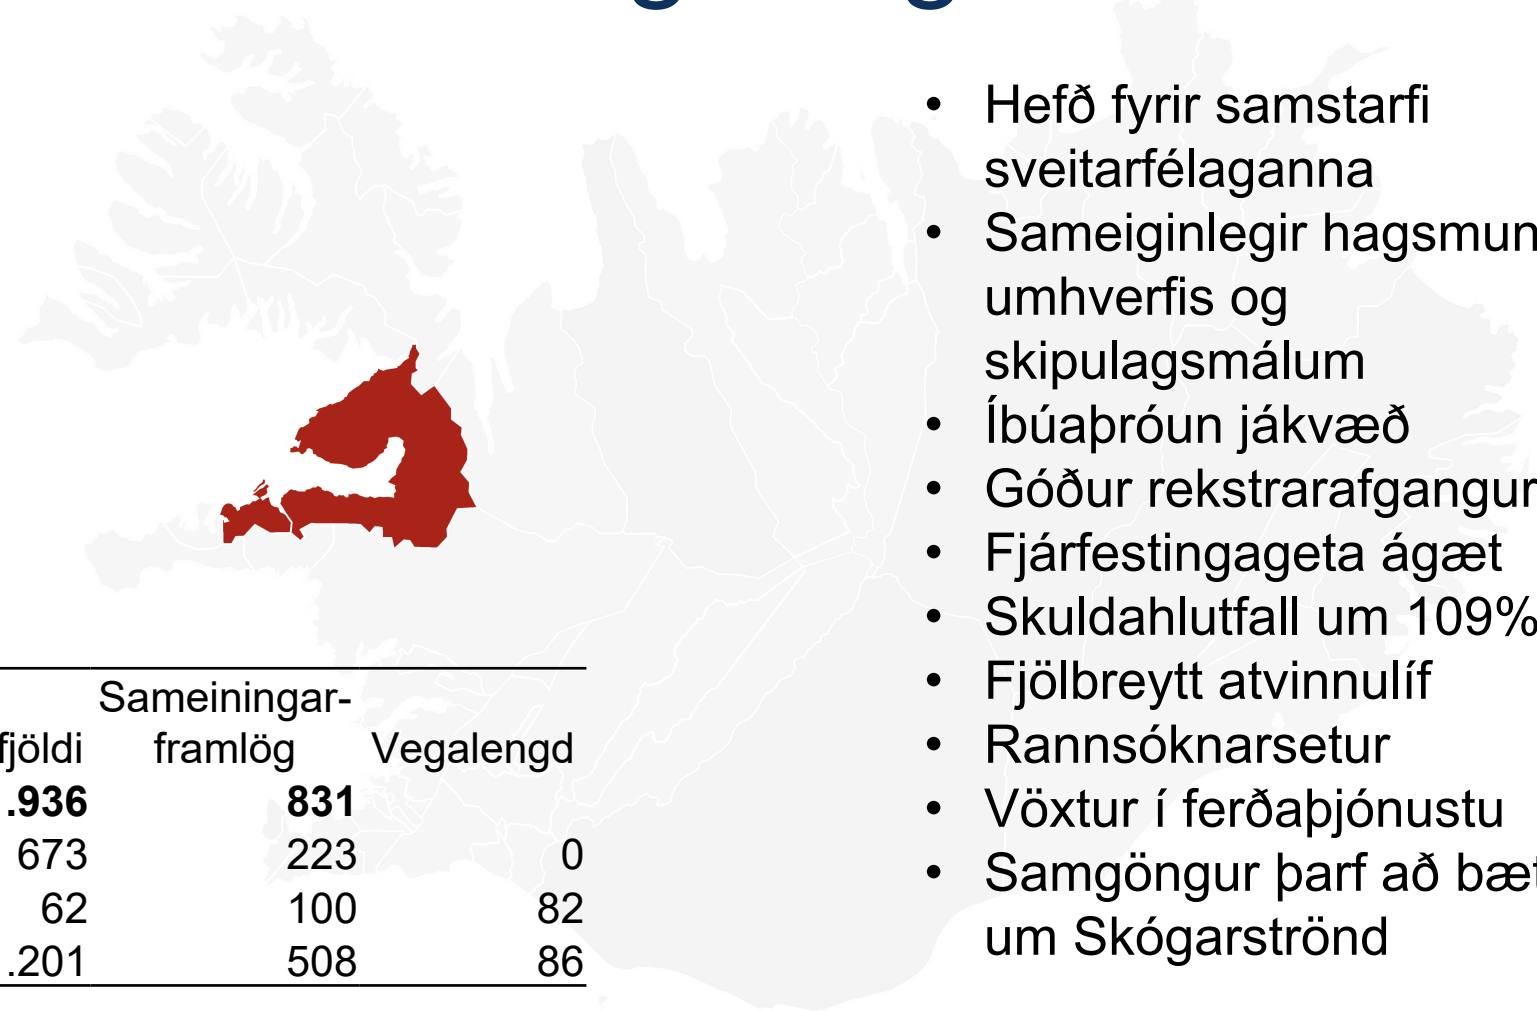 Sameiningar-
fjöldi framlög Vegalengd
.936 831
673 223 0
62 100 82
.201 508 86
• Hefð fyrir samstarfi
sveitarfélaganna
• Sameiginlegir hagsmun
umhverfis og
skipulagsmálum
• Íbúaþróun jákvæð
• Góður rekstrarafgangur
• Fjárfestingageta ágæt
• Skuldahlutfall um 109%
• Fjölbreytt atvinnulíf
• Rannsóknarsetur
• Vöxtur í ferðaþjónustu
• Samgöngur þarf að bæt
um Skógarströnd